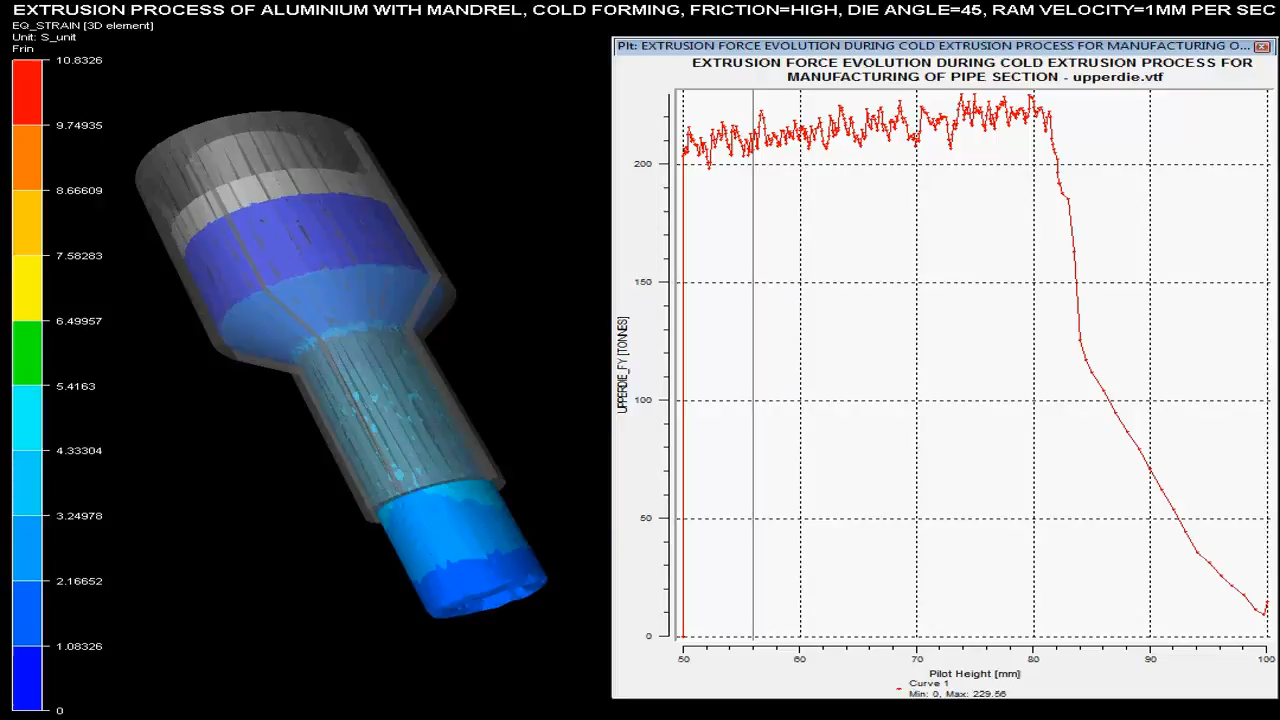 EXTRUSION PROCESS OF ALUMINIUM WITH MANDREL, COLD FORMING, FRICTION=HIGH, DIE ANGLE=45, RAM VELOCITY=1MM PER SEC
EQ_STRAIN [3D element]
Unit: S_unit
Frin
10.8326
9.74935
8.66609
7.58283
6.49957
5.4163
4.33304
3.24978
2.16652
1.08326
0
Plt: EXTRUSION FORCE EVOLUTION DURING COLD EXTRUSION PROCESS FOR MANUFACTURING O...
EXTRUSION FORCE EVOLUTION DURING COLD EXTRUSION PROCESS FOR
MANUFACTURING OF PIPE SECTION - upperdie.vtf
UPPERDIE_FY [TONNES]
200
150
100
50
0
50 60 70 80 90 100
Pilot Height [mm]
Curve 1
Min: 0, Max: 229.56